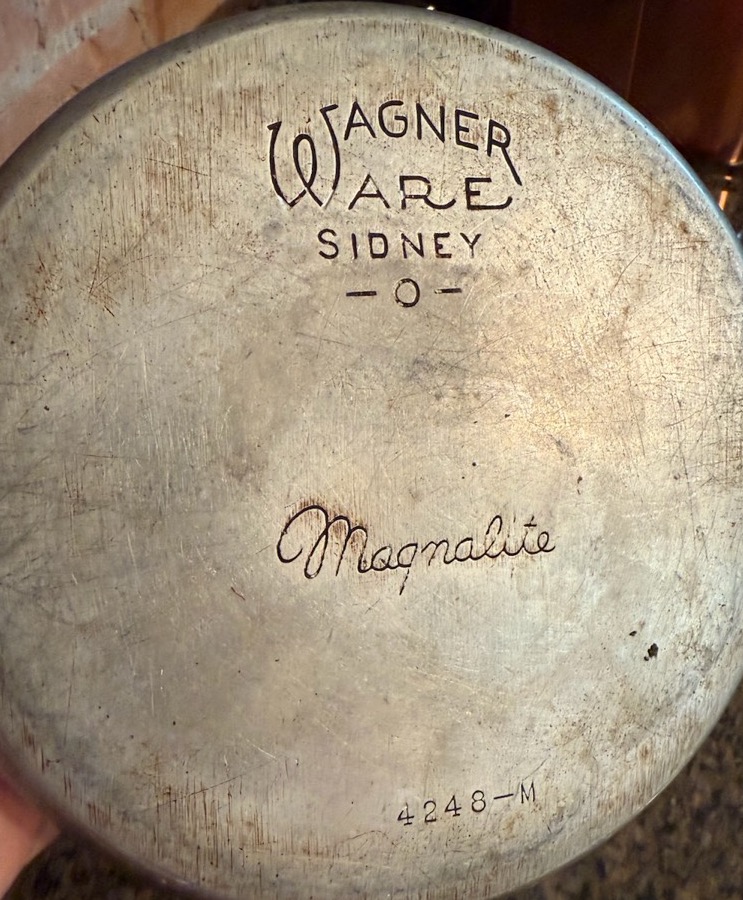 WAGNER
WARE
SIDNEY
-O-
Magnalite
4248-M